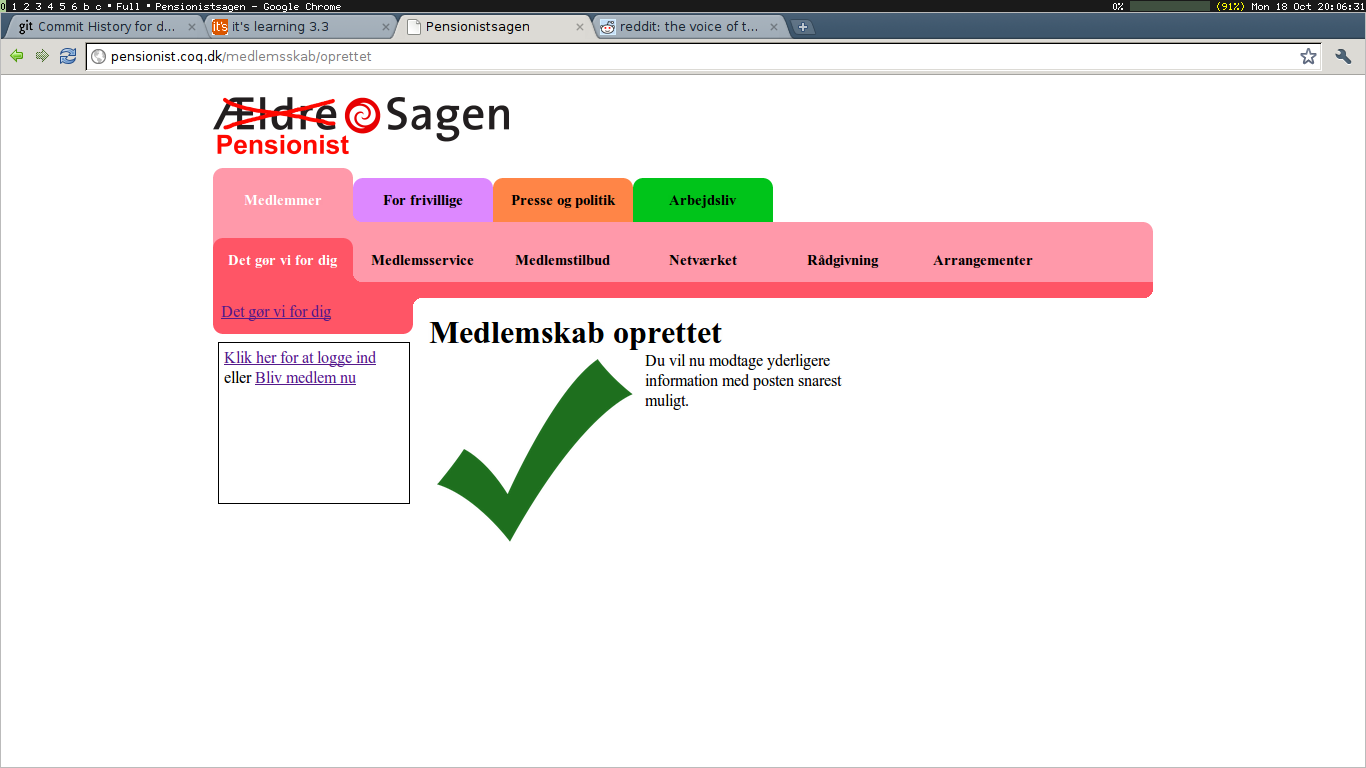 0 1 2 3 4 5 6 b c • Full • Pensionistsagen - Google Chrome 0% (91%) Mon 18 Oct 20:06:31
git Commit History for d... it's it's learning 3.3 Pensionistsagen reddit: the voice of t...
pensionist.coq.dk/medlemsskab/oprettet
Ældre Sagen
Pensionist
Medlemmer For frivillige Presse og politik Arbejdsliv
Det gør vi for dig Medlemsservice Medlemstilbud Netværket Rådgivning Arrangementer
Det gør vi for dig
Klik her for at logge ind
eller Bliv medlem nu
Medlemskab oprettet
Du vil nu modtage yderligere
information med posten snarest
muligt.